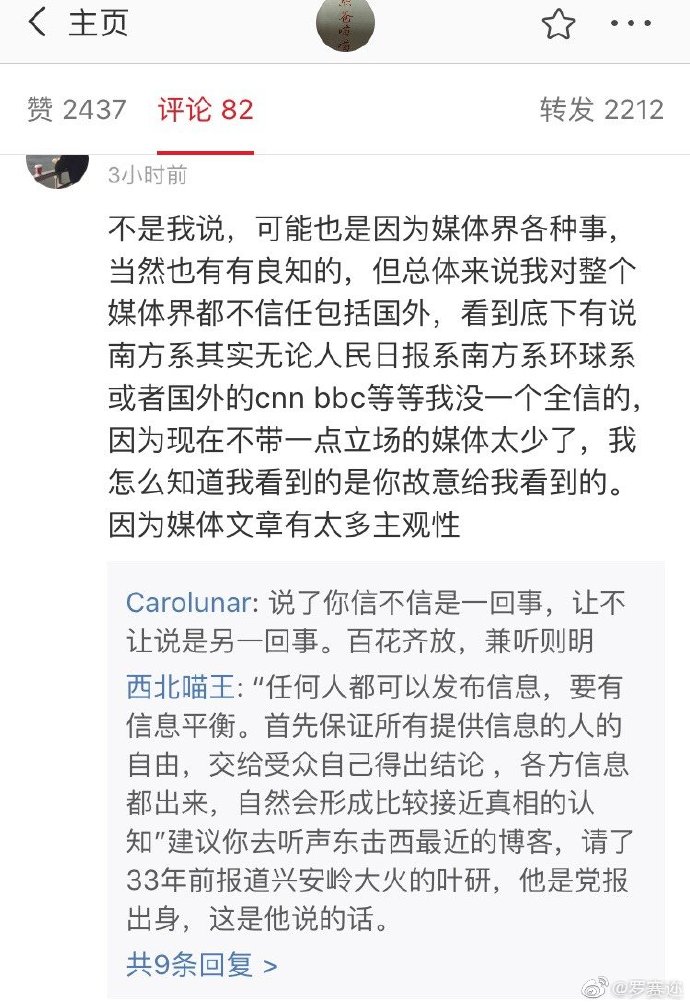 主页
赞 2437
评论 82
转发 2212
3小时前
不是我说，可能也是因为媒体界各种事，
当然也有有良知的，但总体来说我对整个
媒体界都不信任包括国外，看到底下有说
南方系其实无论人民日报系南方系环球系
或者国外的cnn bbc等等我没一个全信的，
因为现在不带一点立场的媒体太少了，我
怎么知道我看到的是你故意给我看到的。
因为媒体文章有太多主观性
Carolunar: 说了你信不信是一回事，让不
让说是另一回事。百花齐放，兼听则明
西北喵王: “任何人都可以发布信息，要有
信息平衡。首先保证所有提供信息的人的
自由，交给受众自己得出结论 ，各方信息
都出来，自然会形成比较接近真相的认
知”建议你去听声东击西最近的博客，请了
33年前报道兴安岭大火的叶研，他是党报
出身，这是他说的话。
共9条回复 >